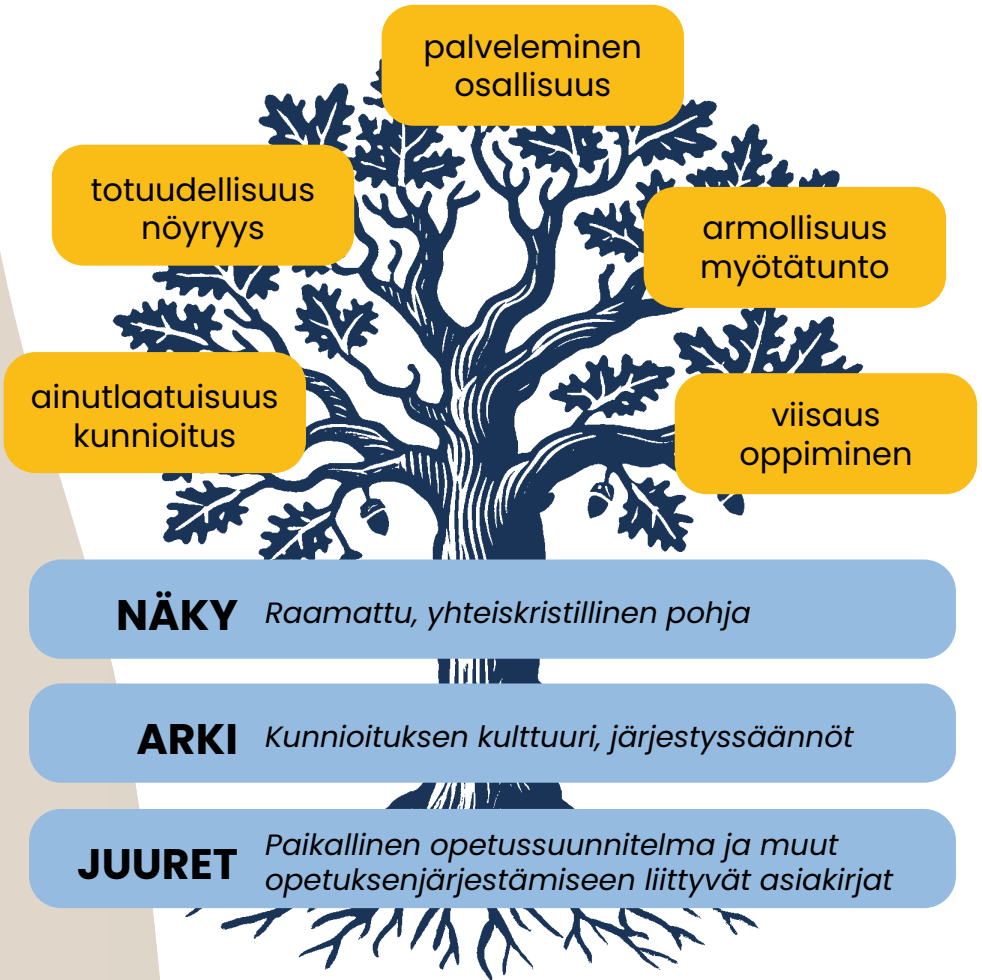 palveleminen
osallisuus
totuudellisuus
nöyryys
armollisuus
myötätunto
ainutlaatuisuus
kunnioitus
viisaus
oppiminen
NÄKY Raamattu, yhteiskristillinen pohja
ARKI Kunnioituksen kulttuuri, järjestyssäännöt
JUURET Paikallinen opetussuunnitelma ja muut
opetuksenjärjestämiseen liittyvät asiakirjat